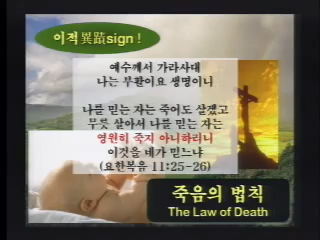 이적異蹟sign !
예수께서 가라사대
나는 부활이요 생명이니
나를 믿는 자는 죽어도 살겠고
무릇 살아서 나를 믿는 자는
영원히 죽지 아니하리니
이것을 네가 믿느냐
(요한복음 11:25-26)
죽음의 법칙
The Law of Death